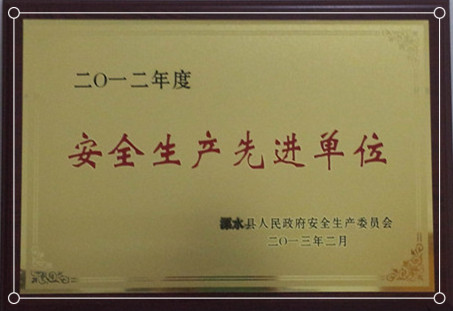 二〇一二年度
安全生产先进单位
溧水县人民政府安全生产委员会
二〇一三年二月